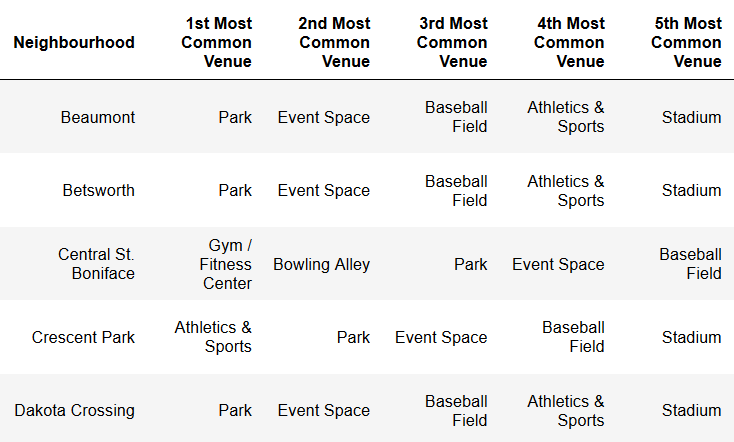 Neighbourhood 1st Most Common Venue 2nd Most Common Venue 3rd Most Common Venue 4th Most Common Venue 5th Most Common Venue
Beaumont Park Event Space Baseball Field Athletics & Sports Stadium
Betsworth Park Event Space Baseball Field Athletics & Sports Stadium
Central St. Boniface Gym / Fitness Center Bowling Alley Park Event Space Baseball Field
Crescent Park Athletics & Sports Park Event Space Baseball Field Stadium
Dakota Crossing Park Event Space Baseball Field Athletics & Sports Stadium